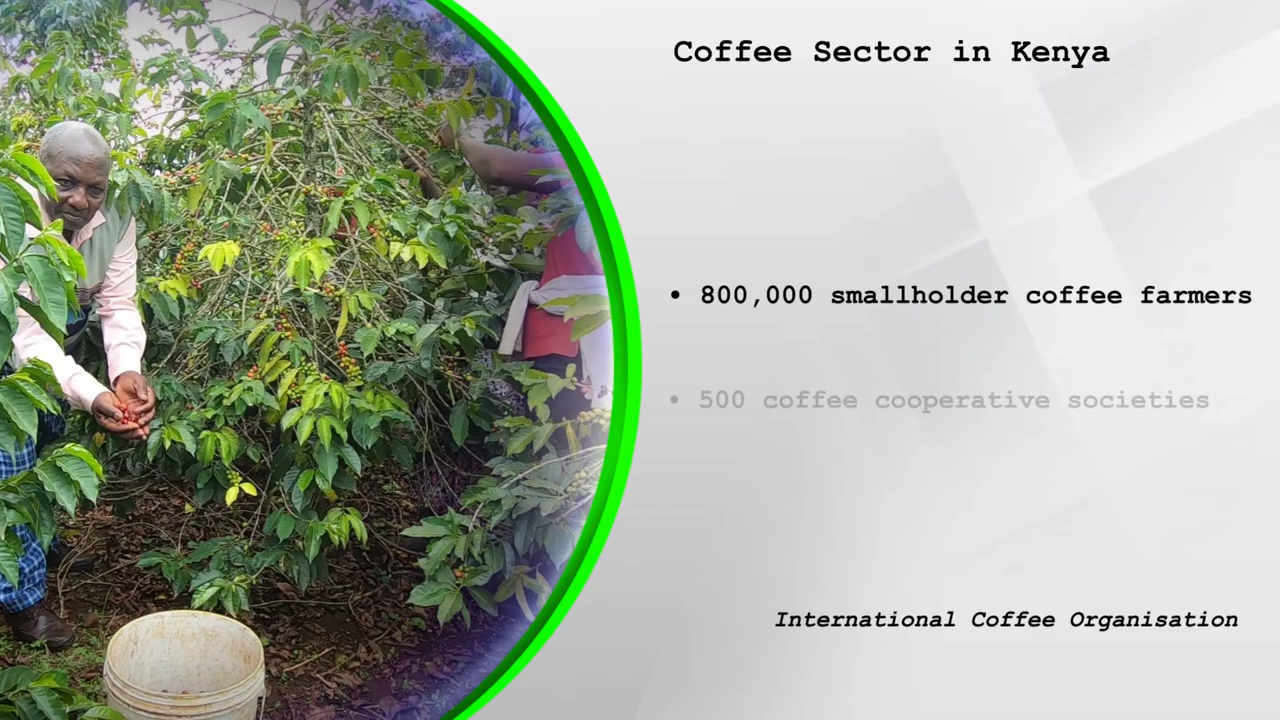 Coffee Sector in Kenya
• 800,000 smallholder coffee farmers
• 500 coffee cooperative societies
International Coffee Organisation